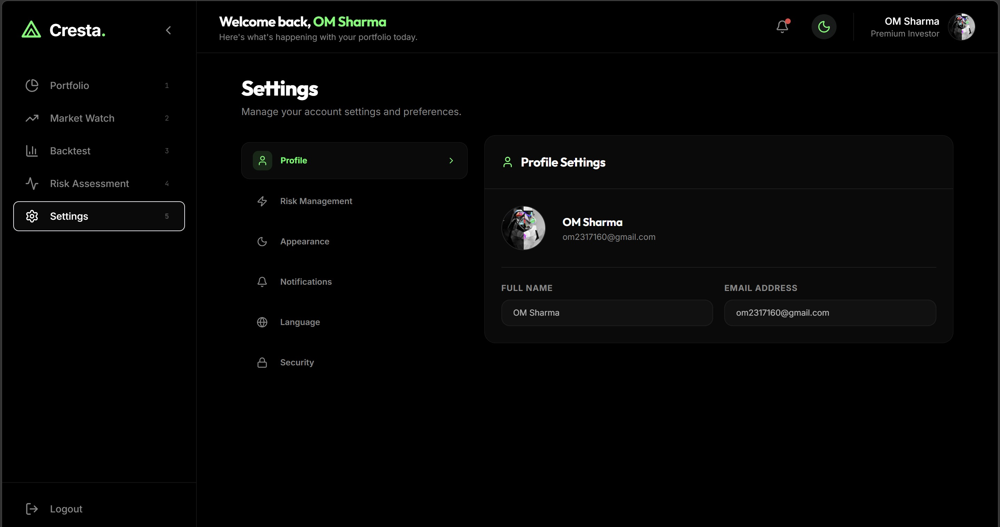 Cresta.
Portfolio 1
Market Watch 2
Backtest 3
Risk Assessment 4
Settings 5
Logout
Welcome back, OM Sharma
Here's what's happening with your portfolio today.
OM Sharma
Premium Investor
Settings
Manage your account settings and preferences.
Profile
Risk Management
Appearance
Notifications
Language
Security
Profile Settings
OM Sharma
om2317160@gmail.com
FULL NAME
OM Sharma
EMAIL ADDRESS
om2317160@gmail.com